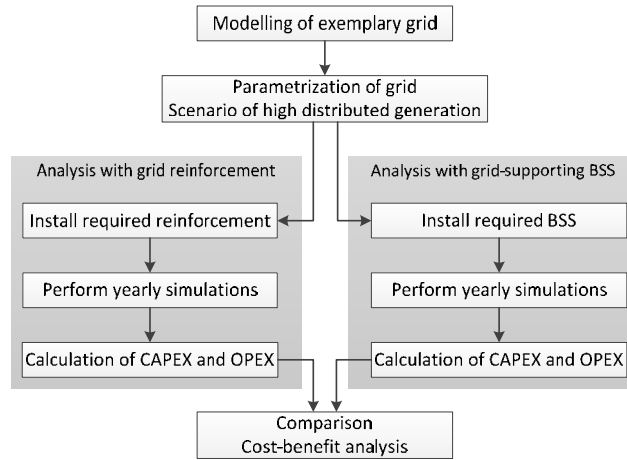 Modelling of exemplary grid
Parametrization of grid
Scenario of high distributed generation
Analysis with grid reinforcement
Install required reinforcement
Perform yearly simulations
Calculation of CAPEX and OPEX
Analysis with grid-supporting BSS
Install required BSS
Perform yearly simulations
Calculation of CAPEX and OPEX
Comparison
Cost-benefit analysis